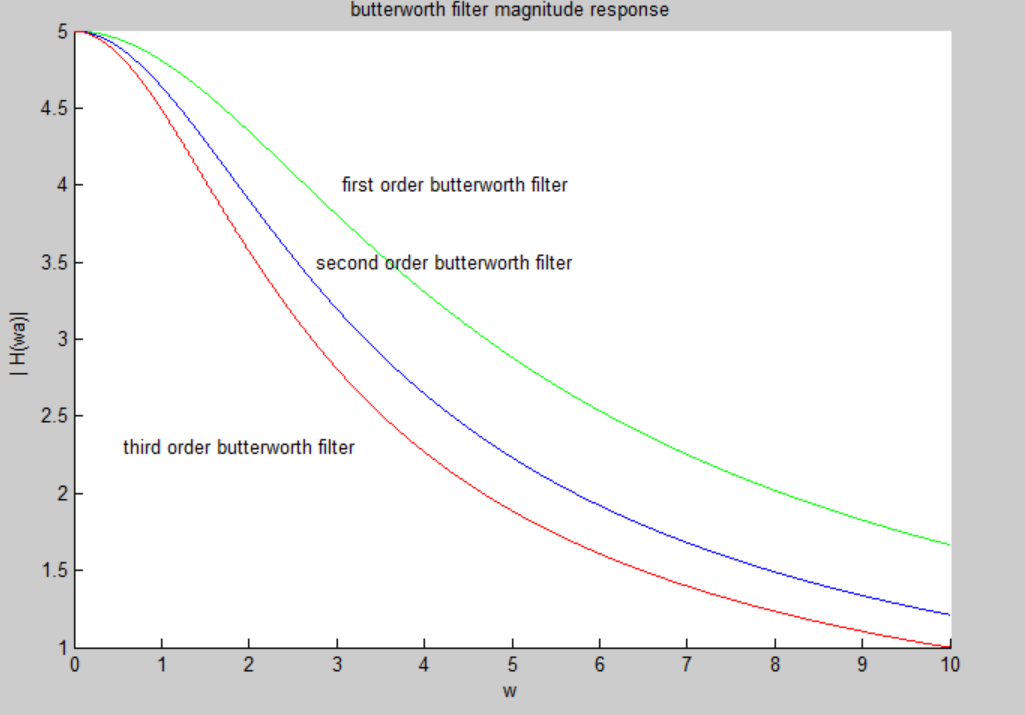 butterworth filter magnitude response
5
4.5
4
3.5
3
2.5
2
1.5
1
| H(wa)|
first order butterworth filter
second order butterworth filter
third order butterworth filter
0 1 2 3 4 5 6 7 8 9 10
w